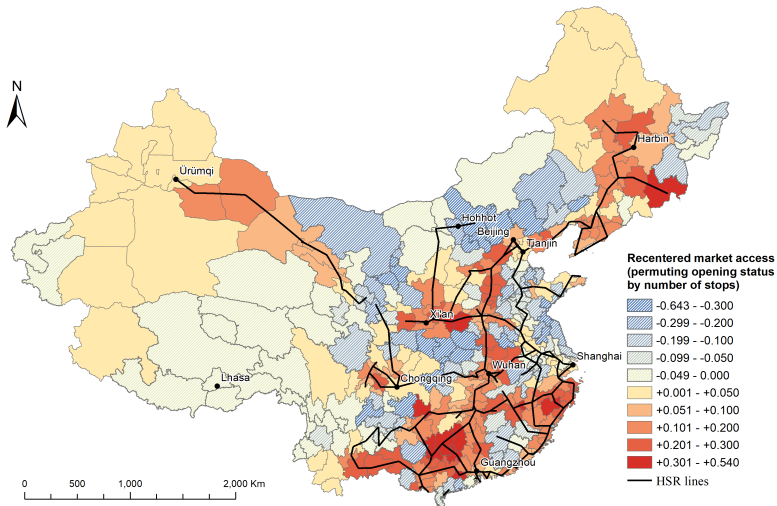 N
Harbin
Ürümqi
Hohhot
Beijing
Tianjin
Xi'an
Lhasa
Chongqing
Wuhan
Shanghai
Guangzhou
Recentered market access
(permuting opening status
by number of stops)
-0.643 - -0.300
-0.299 - -0.200
-0.199 - -0.100
-0.099 - -0.050
-0.049 - 0.000
+0.001 - +0.050
+0.051 - +0.100
+0.101 - +0.200
+0.201 - +0.300
+0.301 - +0.540
HSR lines
0 500 1,000 2,000 Km